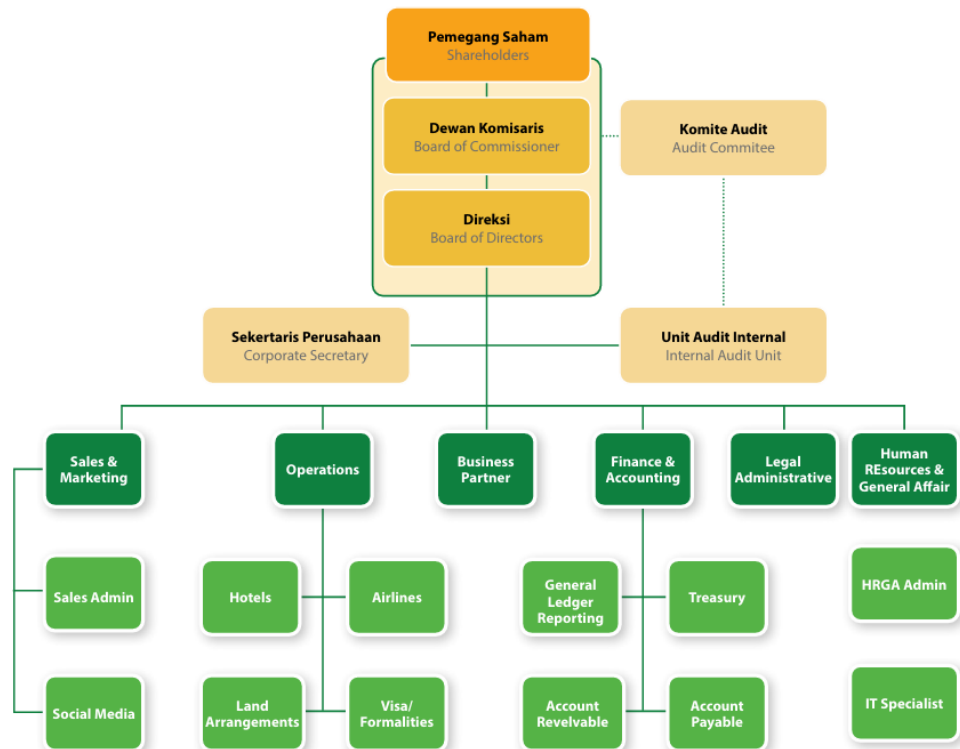 Pemegang Saham
Shareholders
Dewan Komisaris
Board of Commissioner
Komite Audit
Audit Commitee
Direksi
Board of Directors
Sekertaris Perusahaan
Corporate Secretary
Unit Audit Internal
Internal Audit Unit
Sales &
Marketing
Operations
Business
Partner
Finance &
Accounting
Legal
Administrative
Human
REsources &
General Affair
Sales Admin
Hotels
Airlines
General
Ledger
Reporting
Treasury
HRGA Admin
Social Media
Land
Arrangements
Visa/
Formalities
Account
Revelvable
Account
Payable
IT Specialist